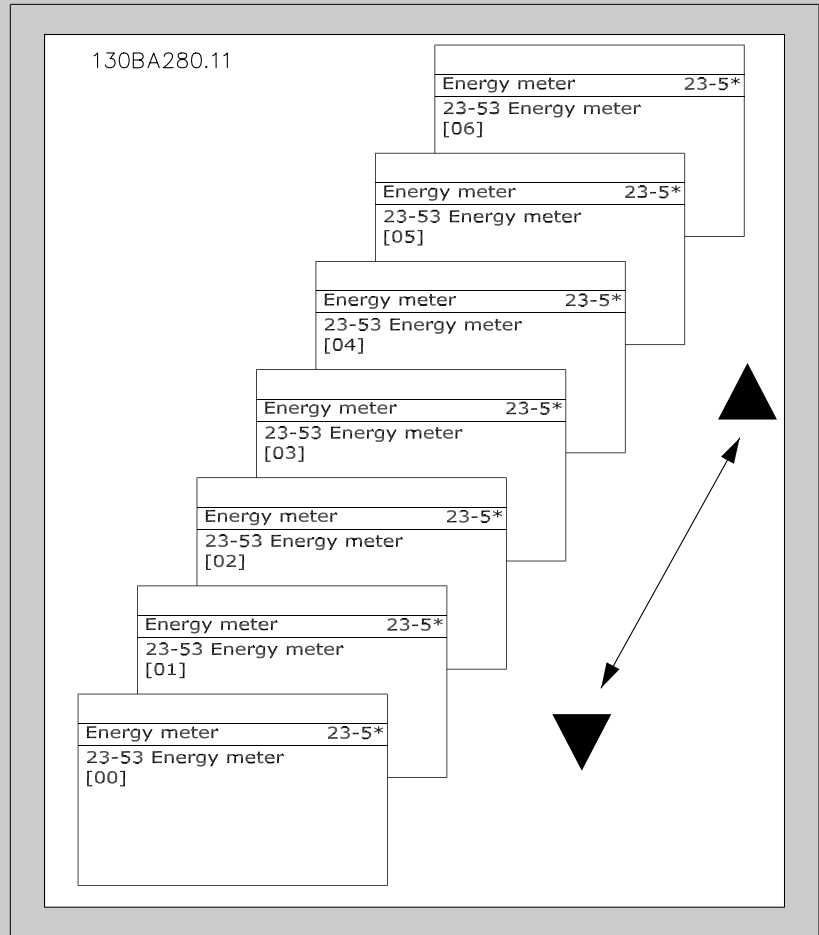 130BA280.11
Energy meter 23-5*
23-53 Energy meter
[06]
Energy meter 23-5*
23-53 Energy meter
[05]
Energy meter 23-5*
23-53 Energy meter
[04]
Energy meter 23-5*
23-53 Energy meter
[03]
Energy meter 23-5*
23-53 Energy meter
[02]
Energy meter 23-5*
23-53 Energy meter
[01]
Energy meter 23-5*
23-53 Energy meter
[00]